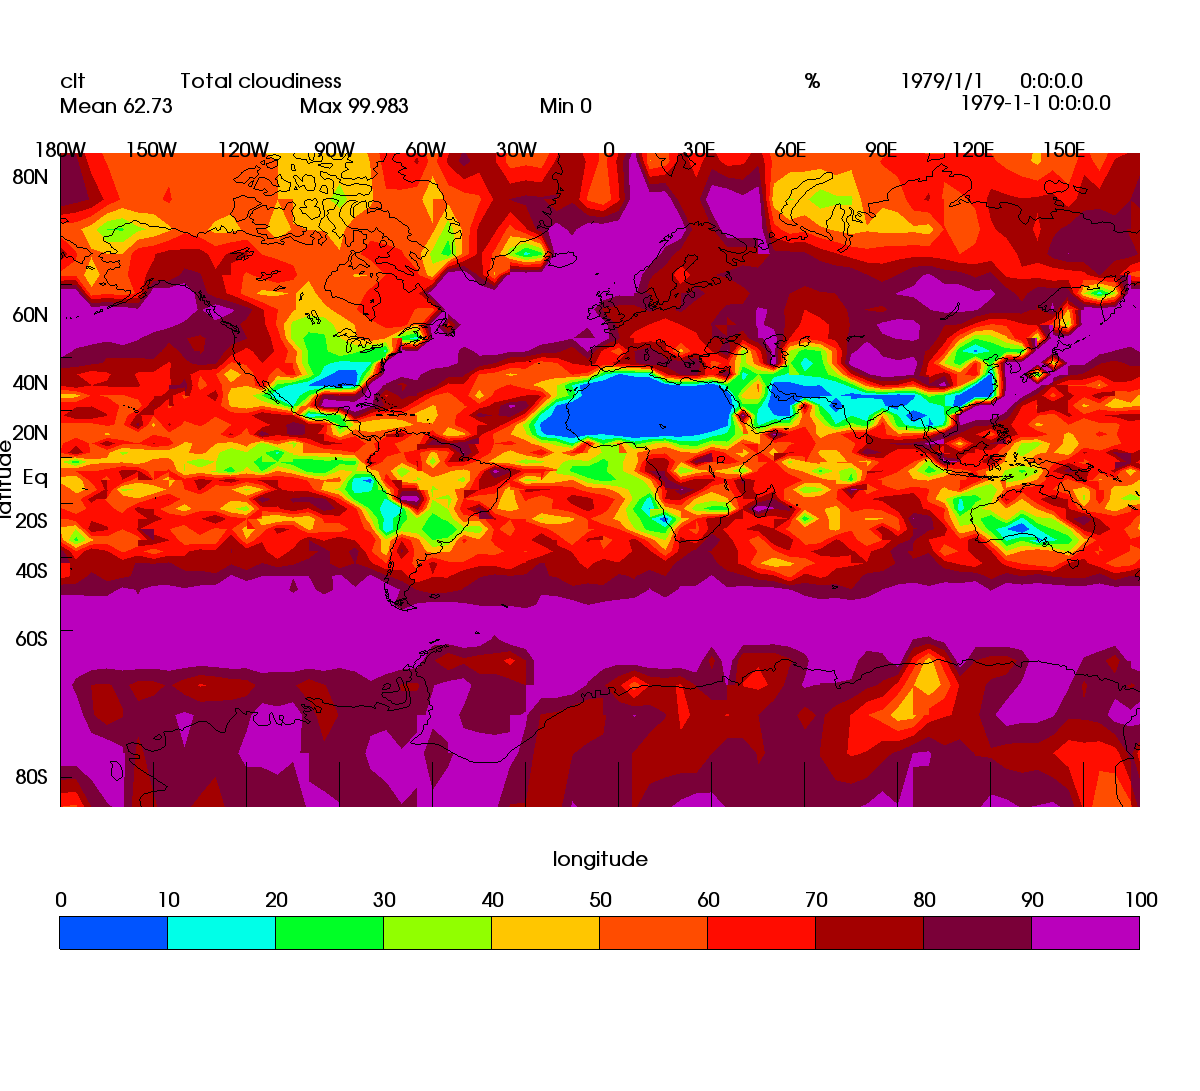 clt Total cloudiness % 1979/1/1 0:0:0.0
Mean 62.73 Max 99.983 Min 0 1979-1-1 0:0:0.0
180W 150W 120W 90W 60W 30W 0 30E 60E 90E 120E 150E
80N
60N
40N
20N
latitude
Eq
20S
40S
60S
80S
longitude
0 10 20 30 40 50 60 70 80 90 100